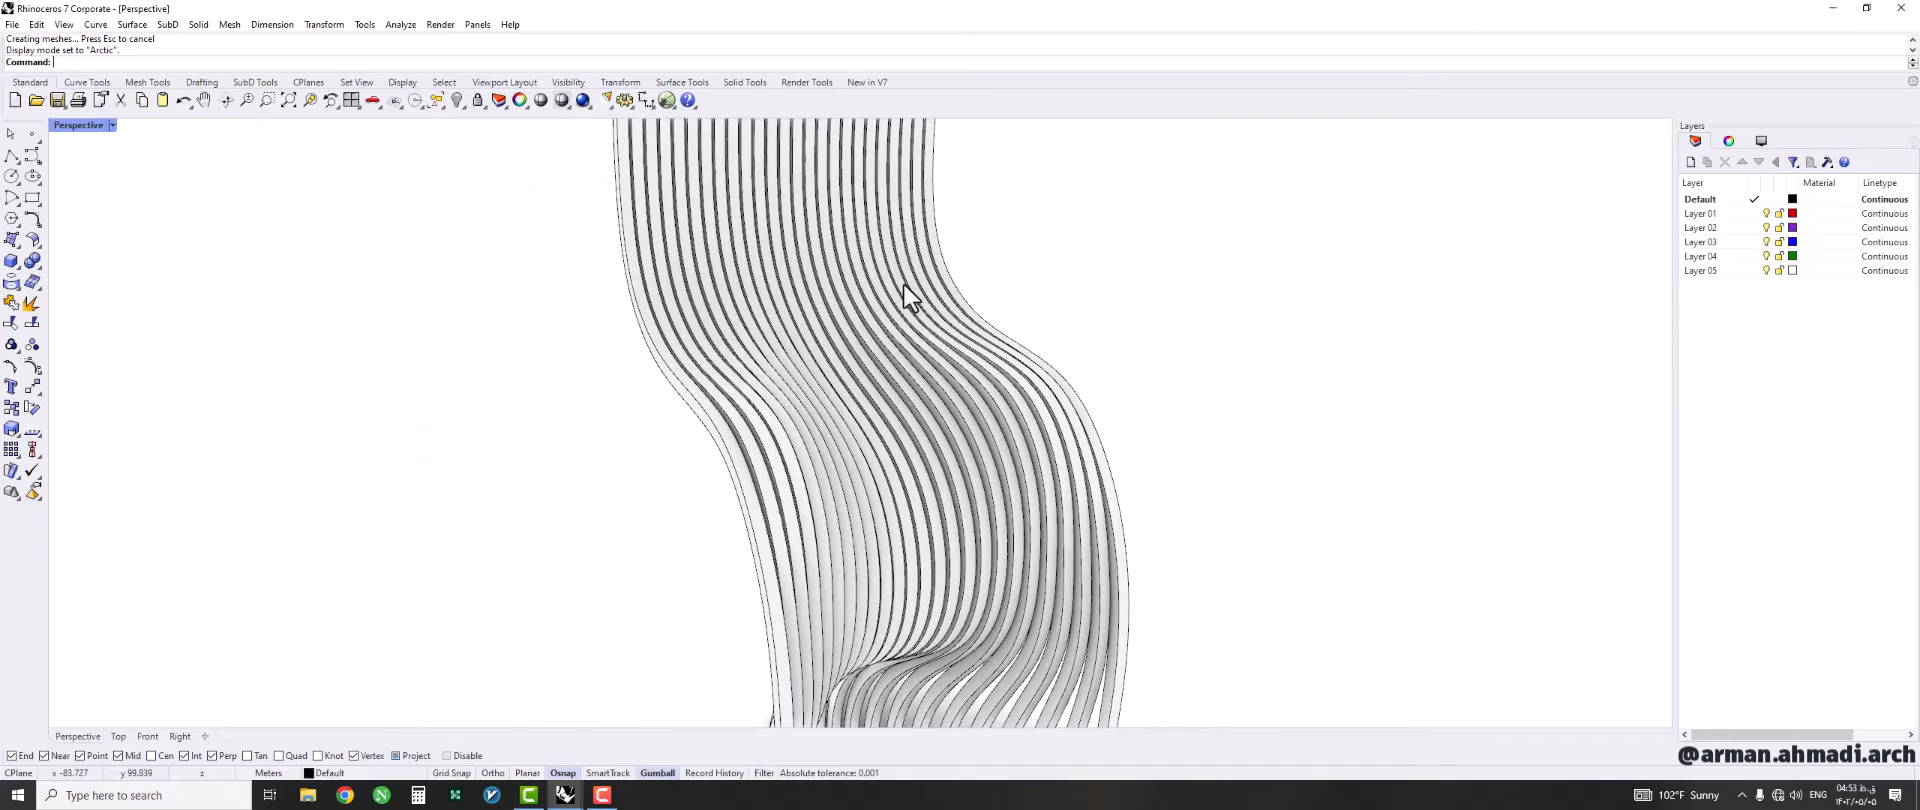 Rhinoceros 7 Corporate - [Perspective]
File Edit View Curve Surface SubD Solid Mesh Dimension Transform Tools Analyze Render Panels Help
Creating meshes... Press Esc to cancel
Display mode set to "Arctic".
Command:
Standard Curve Tools Mesh Tools Drafting SubD Tools CPlanes Set View Display Select Viewport Layout Visibility Transform Surface Tools Solid Tools Render Tools New in V7
Perspective
Layers
Layer Material Linetype
Default Continuous
Layer 01 Continuous
Layer 02 Continuous
Layer 03 Continuous
Layer 04 Continuous
Layer 05 Continuous
Perspective Top Front Right
End Near Point Mid Cen Int Perp Tan Quad Knot Vertex Project Disable
@arman.ahmadi.arch
CPlane x -83.727 y 99.839 z Meters Default Grid Snap Ortho Planar Osnap SmartTrack Gumball Record History Filter Absolute tolerance: 0.001
Type here to search
102°F Sunny ENG 04:53 ق.ظ
۱۴۰۲/۰۵/۰۵